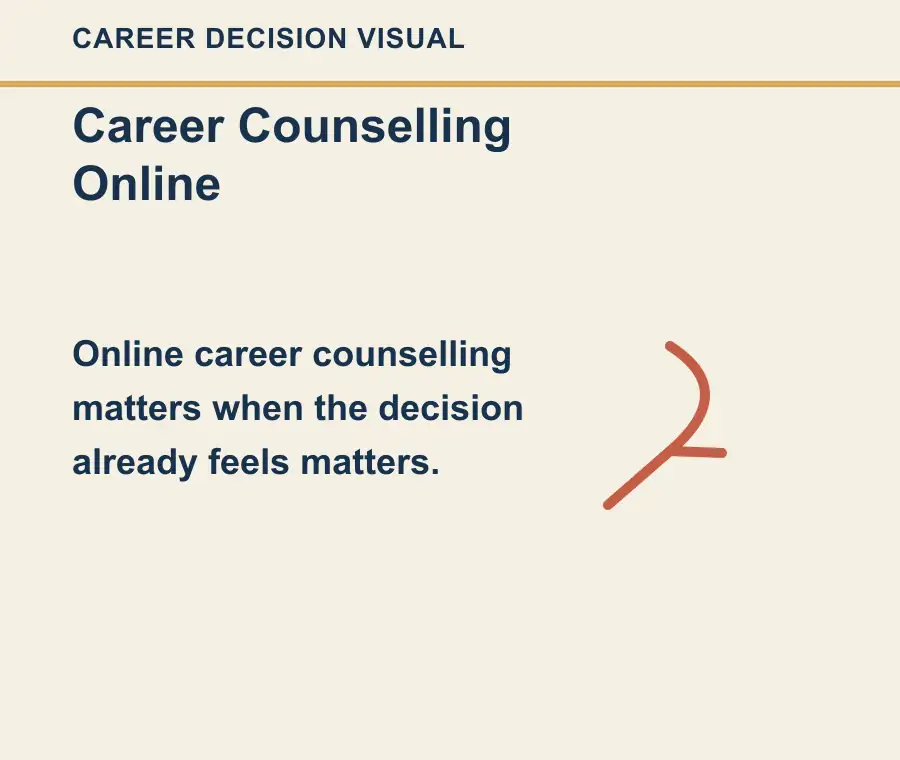 CAREER DECISION VISUAL
Career Counselling
Online
Online career counselling
matters when the decision
already feels matters.